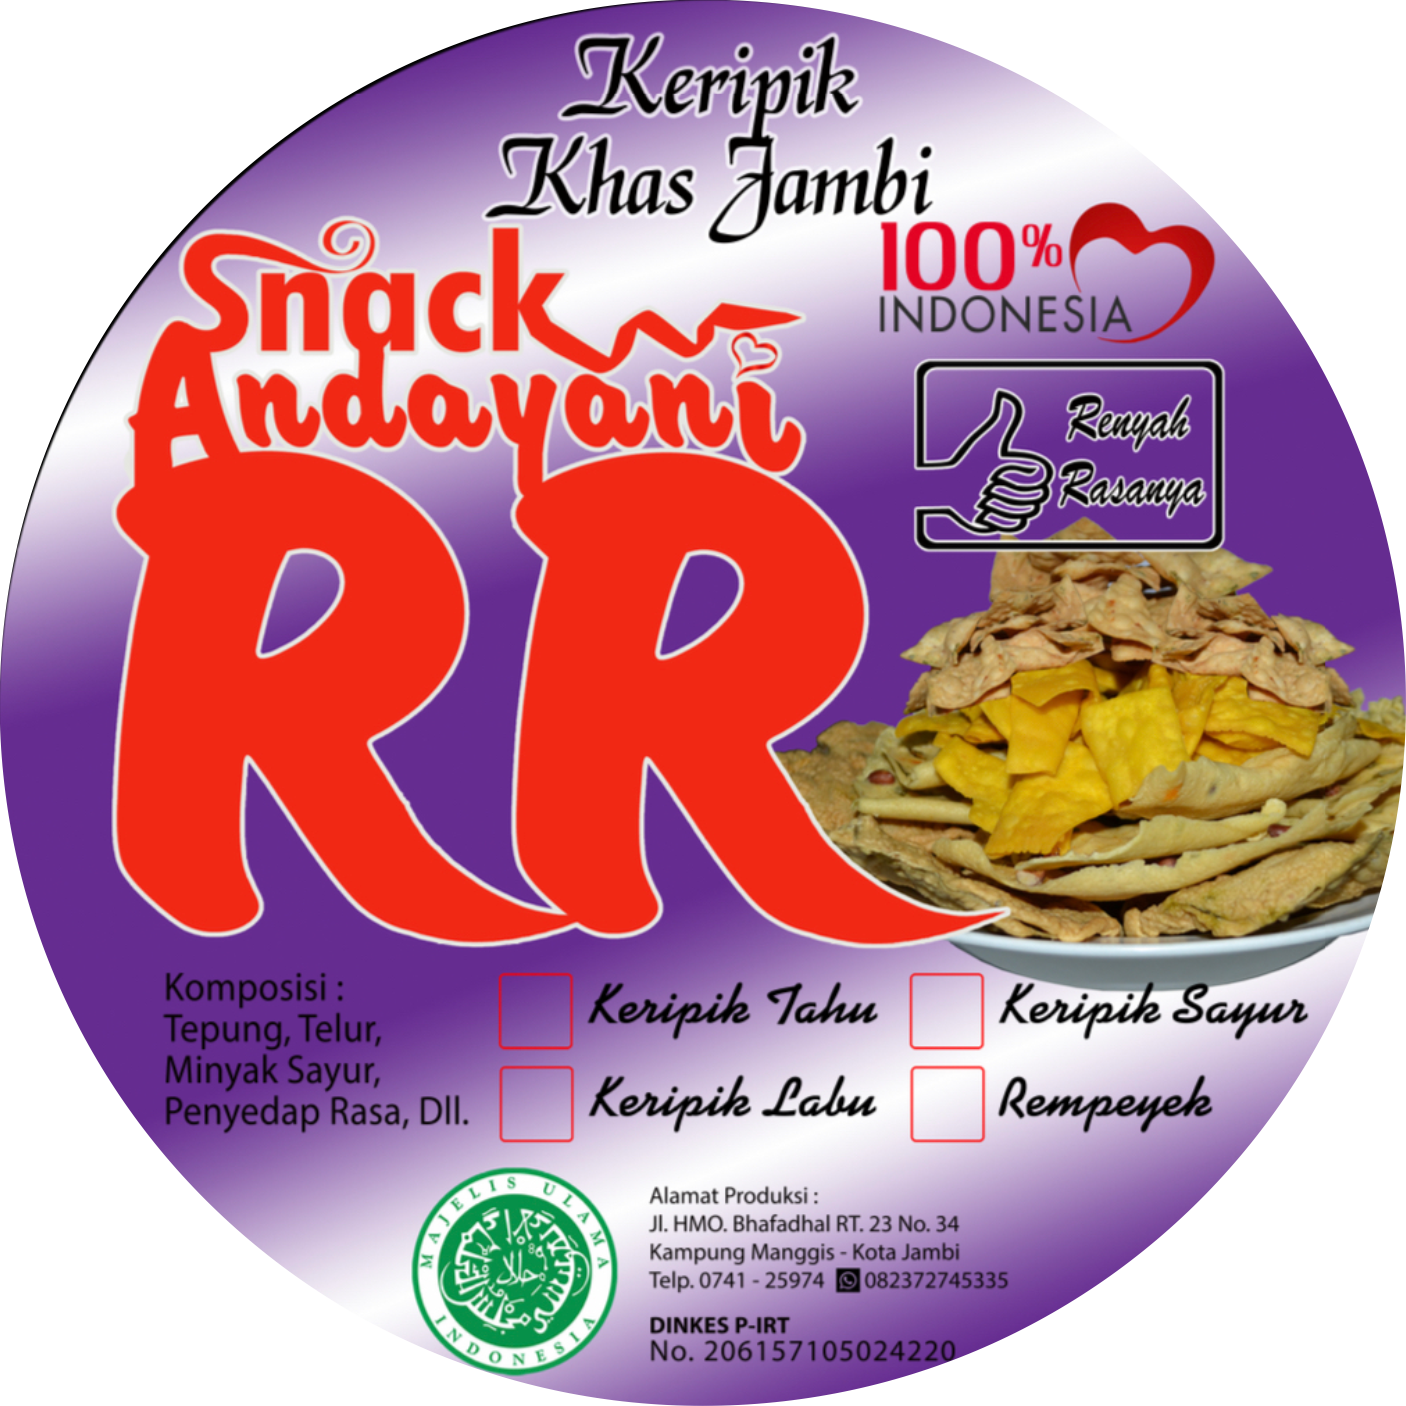 Keripik
Khas Jambi
Snack
Andayani
RR
100%
INDONESIA
Renyah
Rasanya
Komposisi :
Tepung, Telur,
Minyak Sayur,
Penyedap Rasa, Dll.
Keripik Tahu
Keripik Sayur
Keripik Labu
Rempeyek
MAJELIS ULAMA
حلال
INDONESIA
Alamat Produksi :
Jl. HMO. Bhafadhal RT. 23 No. 34
Kampung Manggis - Kota Jambi
Telp. 0741 - 25974 082372745335
DINKES P-IRT
No. 206157105024220